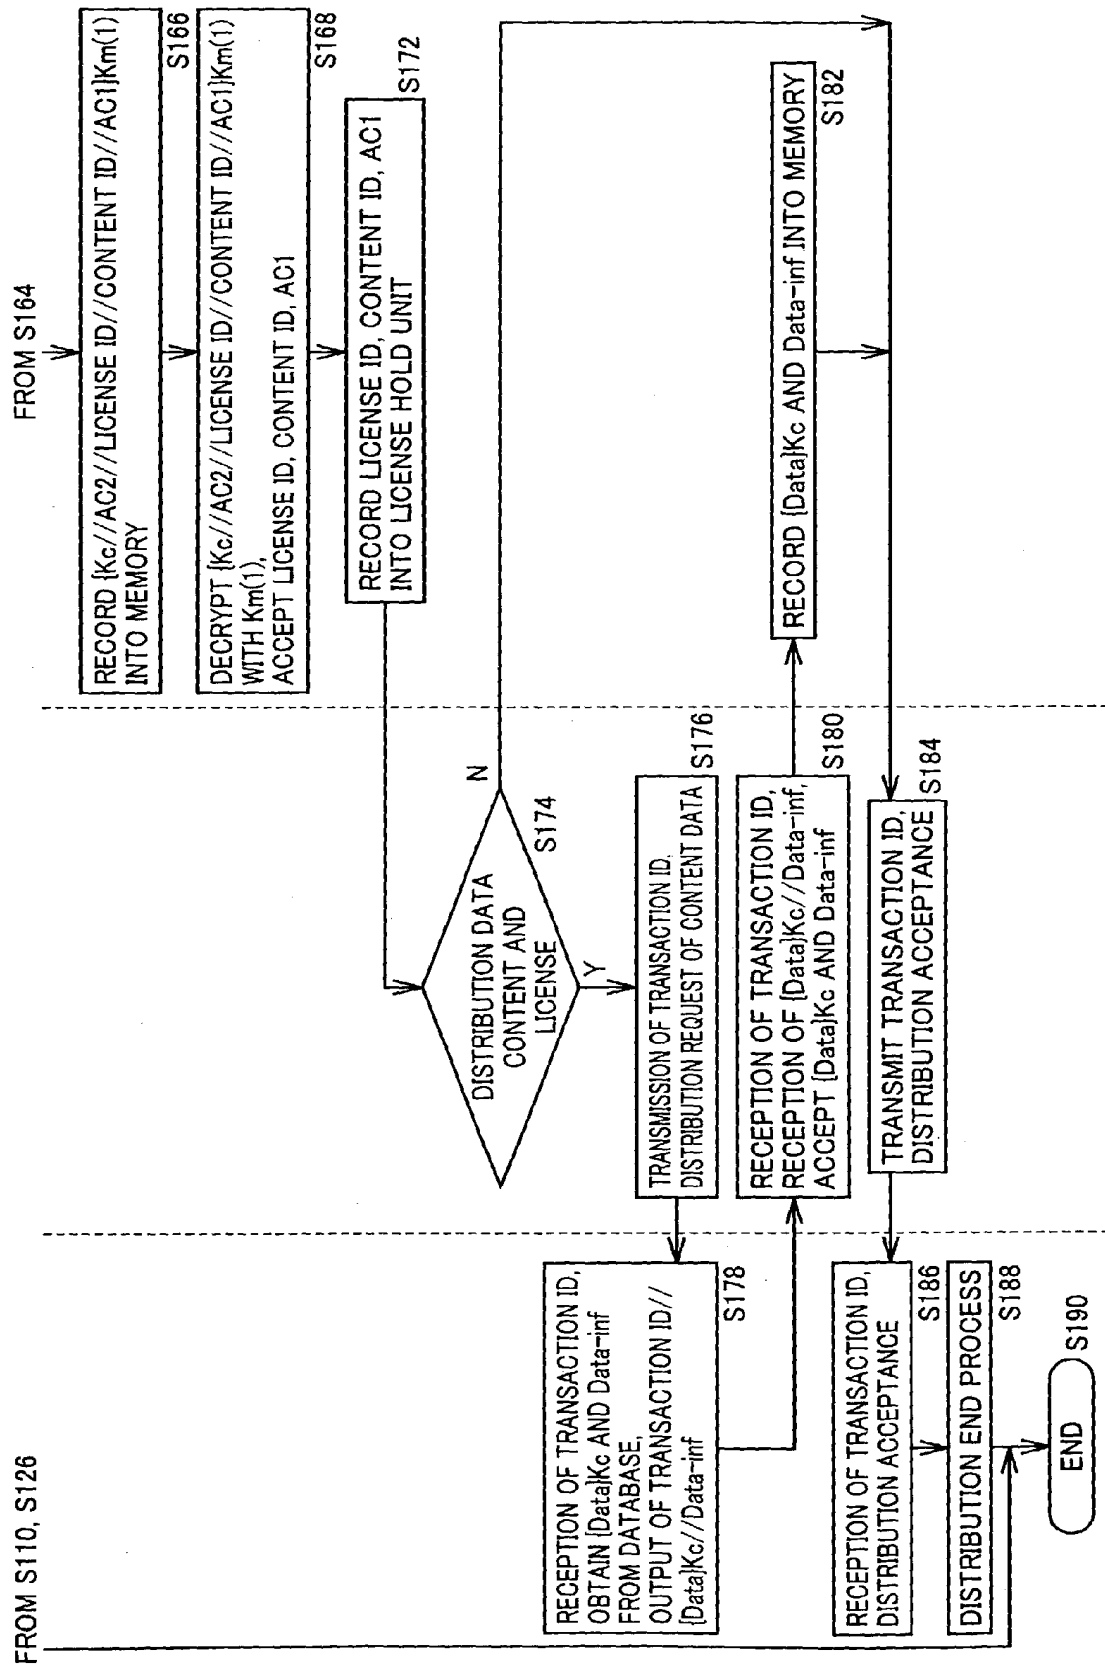 FROM S110, S126
FROM S164
RECORD {Kc//AC2//LICENSE ID//CONTENT ID//AC1}Km(1)
INTO MEMORY
S166
DECRYPT {Kc//AC2//LICENSE ID//CONTENT ID//AC1}Km(1)
WITH Km(1),
ACCEPT LICENSE ID, CONTENT ID, AC1
S168
RECORD LICENSE ID, CONTENT ID, AC1
INTO LICENSE HOLD UNIT
S172
DISTRIBUTION DATA
CONTENT AND
LICENSE
S174
N
Y
TRANSMISSION OF TRANSACTION ID.
DISTRIBUTION REQUEST OF CONTENT DATA
S176
RECEPTION OF TRANSACTION ID,
OBTAIN {Data}Kc AND Data-inf
FROM DATABASE,
OUTPUT OF TRANSACTION ID//
{Data}Kc//Data-inf
S178
RECEPTION OF TRANSACTION ID,
RECEPTION OF {Data}Kc//Data-inf,
ACCEPT {Data}Kc AND Data-inf
S180
RECORD {Data}Kc AND Data-inf INTO MEMORY
S182
TRANSMIT TRANSACTION ID,
DISTRIBUTION ACCEPTANCE
S184
RECEPTION OF TRANSACTION ID,
DISTRIBUTION ACCEPTANCE
S186
DISTRIBUTION END PROCESS
S188
END
S190